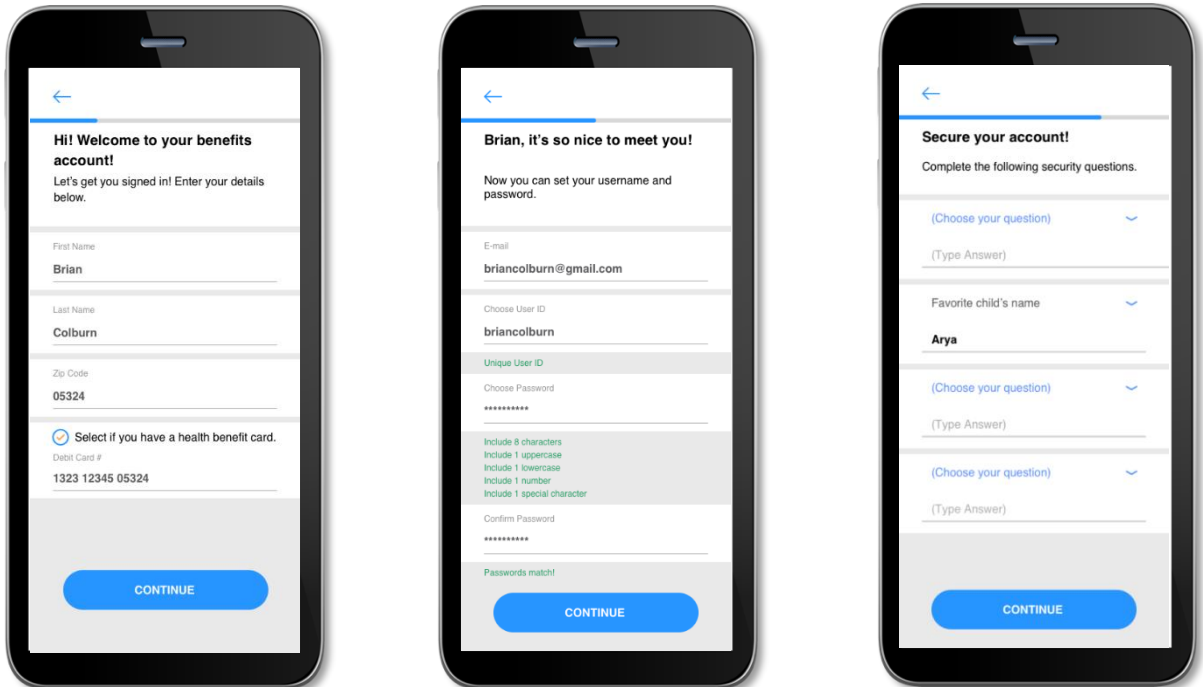 Hi! Welcome to your benefits
account!
Let's get you signed in! Enter your details
below.
First Name
Brian
Last Name
Colburn
Zip Code
05324
Select if you have a health benefit card.
Debit Card #
1323 12345 05324
CONTINUE
Brian, it's so nice to meet you!
Now you can set your username and
password.
E-mail
briancolburn@gmail.com
Choose User ID
briancolburn
Unique User ID
Choose Password
**********
Include 8 characters
Include 1 uppercase
Include 1 lowercase
Include 1 number
Include 1 special character
Confirm Password
**********
Passwords match!
CONTINUE
Secure your account!
Complete the following security questions.
(Choose your question)
(Type Answer)
Favorite child's name
Arya
(Choose your question)
(Type Answer)
(Choose your question)
(Type Answer)
CONTINUE